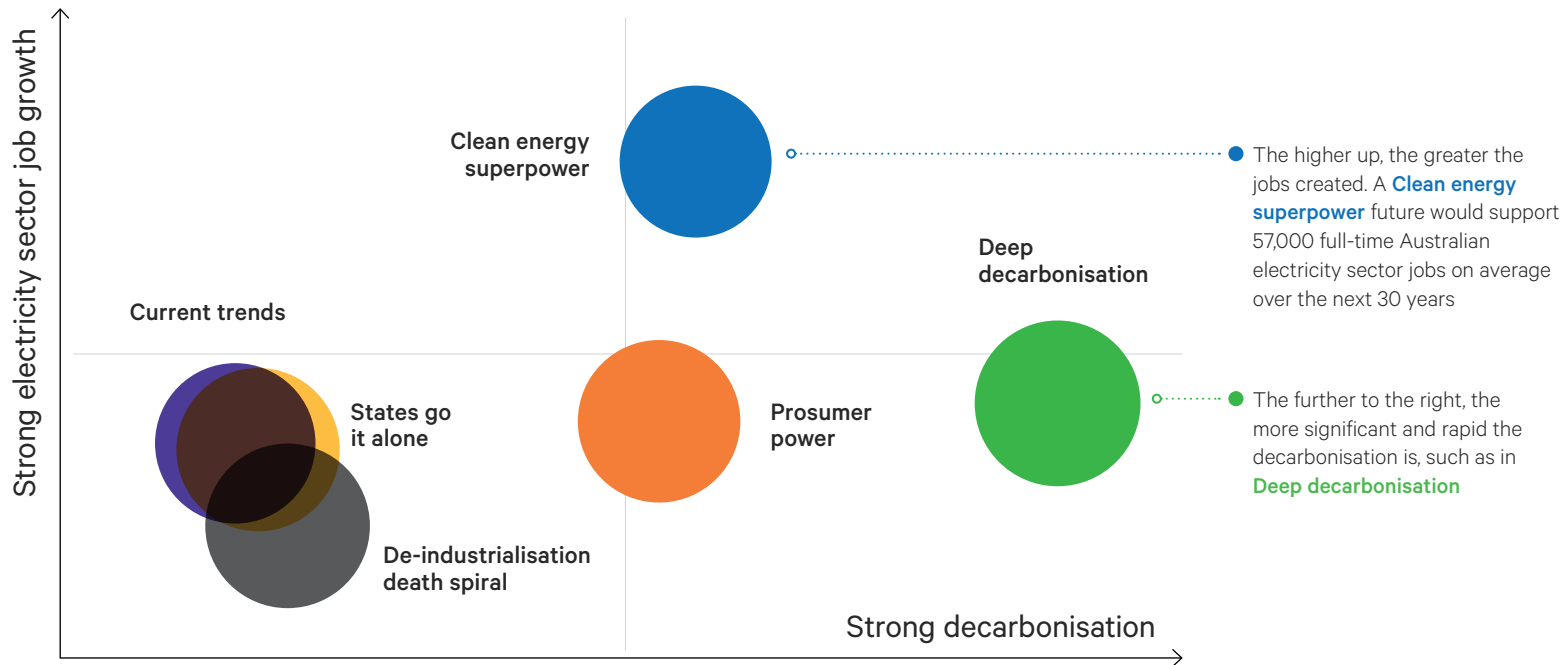 Strong electricity sector job growth
Clean energy
superpower
The higher up, the greater the
jobs created. A Clean energy
superpower future would support
57,000 full-time Australian
electricity sector jobs on average
over the next 30 years
Deep
decarbonisation
Current trends
States go
it alone
Prosumer
power
The further to the right, the
more significant and rapid the
decarbonisation is, such as in
Deep decarbonisation
De-industrialisation
death spiral
Strong decarbonisation